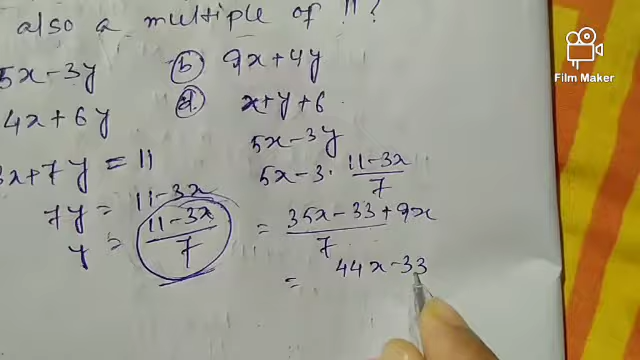 also a multiple of 11?
5x-3y (b) 9x+4y
4x+6y (d) x+y+6
3x+7y = 11
7y = 11-3x
y = 11-3x/7
5x-3y
5x-3. 11-3x/7
= 35x-33+9x/7
= 44x-33
Film Maker